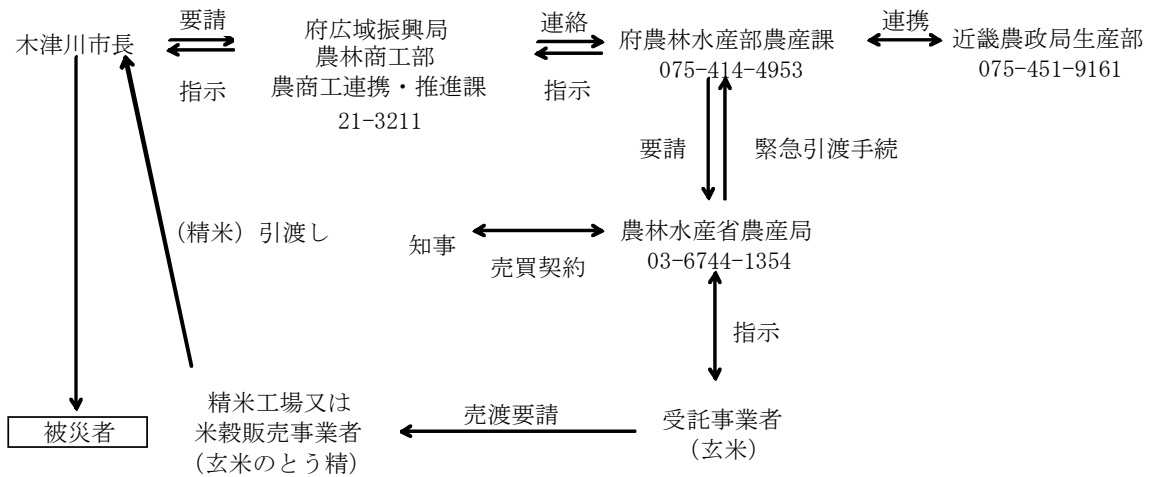 要請
木津川市長
指示
府広域振興局
農林商工部
農商工連携・推進課
21-3211
連絡
指示
府農林水産部農産課
075-414-4953
連携
近畿農政局生産部
075-451-9161
要請
緊急引渡手続
(精米)引渡し
知事
売買契約
農林水産省農産局
03-6744-1354
指示
被災者
精米工場又は
米穀販売事業者
(玄米のとう精)
売渡要請
受託事業者
(玄米)